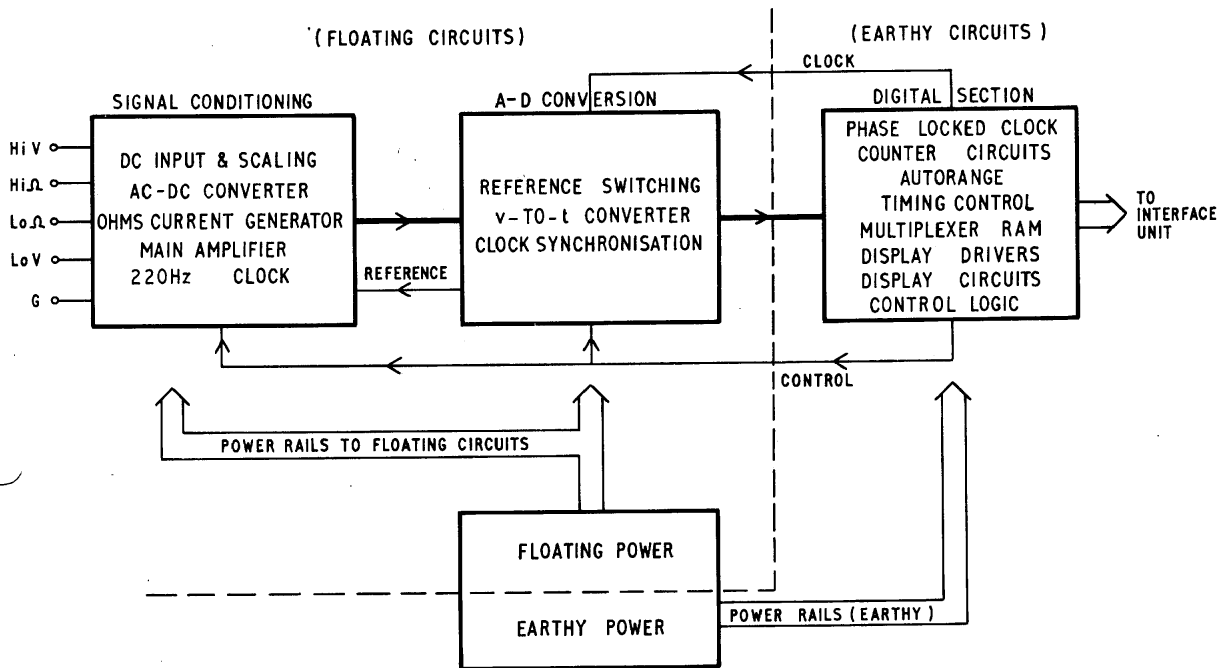 (FLOATING CIRCUITS)
(EARTHY CIRCUITS)
CLOCK
SIGNAL CONDITIONING
A-D CONVERSION
DIGITAL SECTION
Hi V
Hi Ω
Lo Ω
Lo V
G
DC INPUT & SCALING
AC-DC CONVERTER
OHMS CURRENT GENERATOR
MAIN AMPLIFIER
220Hz CLOCK
REFERENCE
REFERENCE SWITCHING
v-TO-t CONVERTER
CLOCK SYNCHRONISATION
PHASE LOCKED CLOCK
COUNTER CIRCUITS
AUTORANGE
TIMING CONTROL
MULTIPLEXER RAM
DISPLAY DRIVERS
DISPLAY CIRCUITS
CONTROL LOGIC
TO
INTERFACE
UNIT
CONTROL
POWER RAILS TO FLOATING CIRCUITS
FLOATING POWER
EARTHY POWER
POWER RAILS (EARTHY)